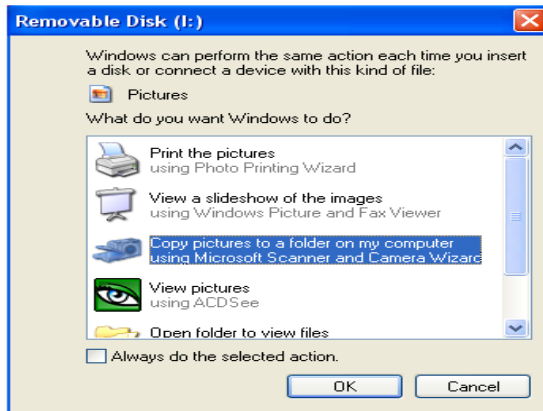 Removable Disk (I:)
Windows can perform the same action each time you insert
a disk or connect a device with this kind of file:
Pictures
What do you want Windows to do?
Print the pictures
using Photo Printing Wizard
View a slideshow of the images
using Windows Picture and Fax Viewer
Copy pictures to a folder on my computer
using Microsoft Scanner and Camera Wizard
View pictures
using ACDSee
Open folder to view files
Always do the selected action.
OK
Cancel